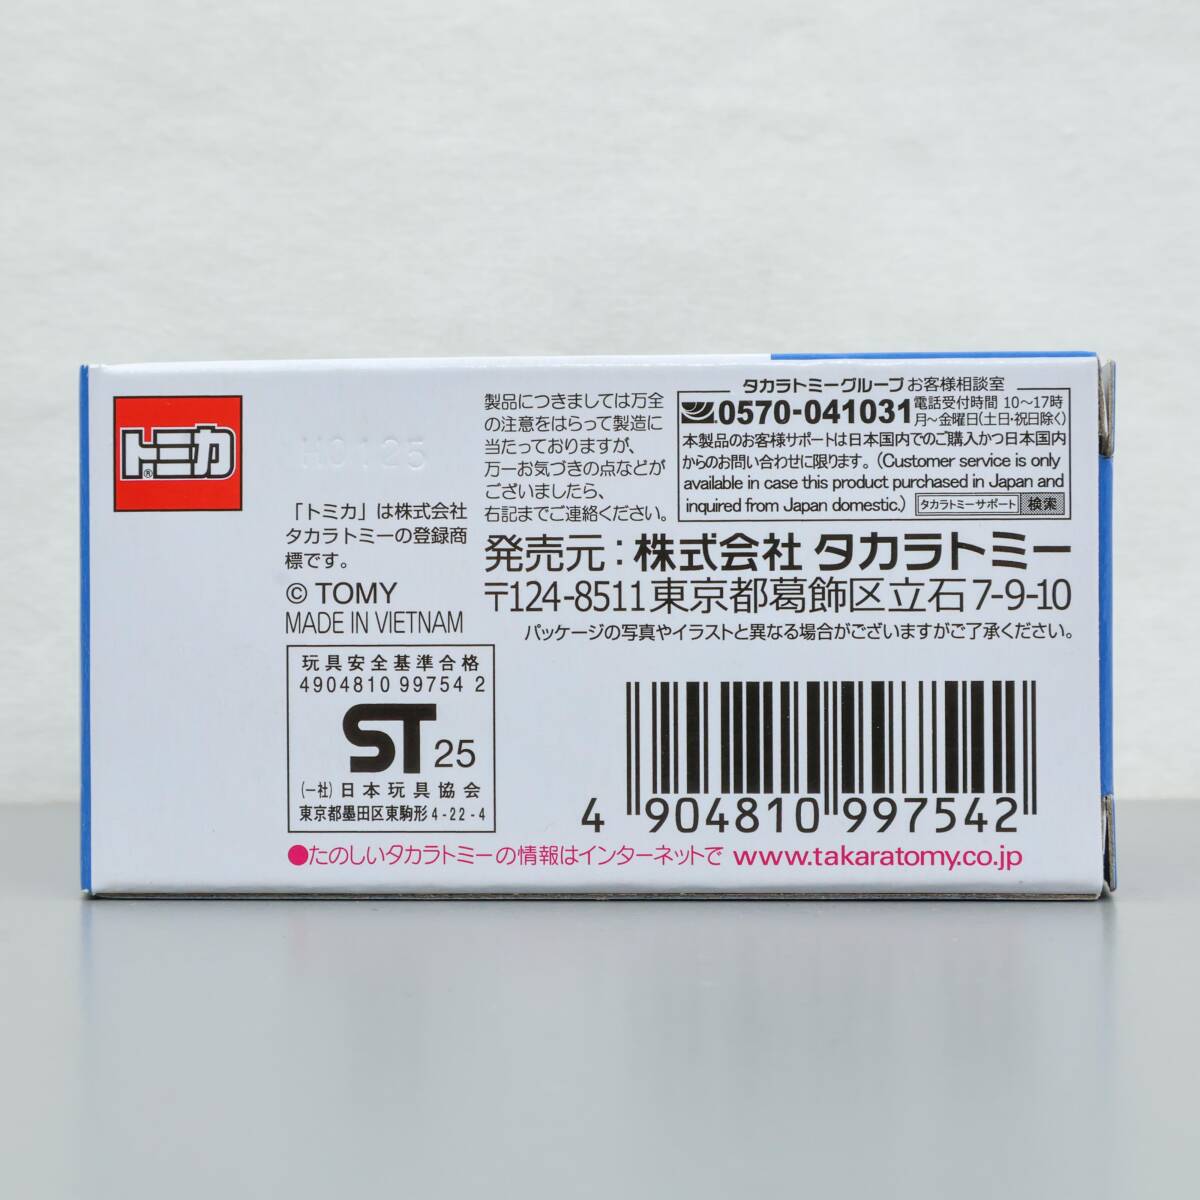 トミカ®
H0125
「トミカ」は株式会社
タカラトミーの登録商
標です。
© TOMY
MADE IN VIETNAM
玩具安全基準合格
4904810 99754 2
ST 25
(一社)日本玩具協会
東京都墨田区東駒形4-22-4
製品につきましては万全
の注意をはらって製造に
当たっておりますが、
万一お気づきの点などが
ございましたら、
右記までご連絡ください。
タカラトミーグループ お客様相談室
0570-041031 電話受付時間 10〜17時
月〜金曜日(土日・祝日除く)
本製品のお客様サポートは日本国内でのご購入かつ日本国内
からのお問い合わせに限ります。(Customer service is only
available in case this product purchased in Japan and
inquired from Japan domestic.) タカラトミーサポート 検索
発売元:株式会社 タカラトミー
〒124-8511 東京都葛飾区立石7-9-10
パッケージの写真やイラストと異なる場合がございますがご了承ください。
4 904810 997542
●たのしいタカラトミーの情報はインターネットで www.takaratomy.co.jp